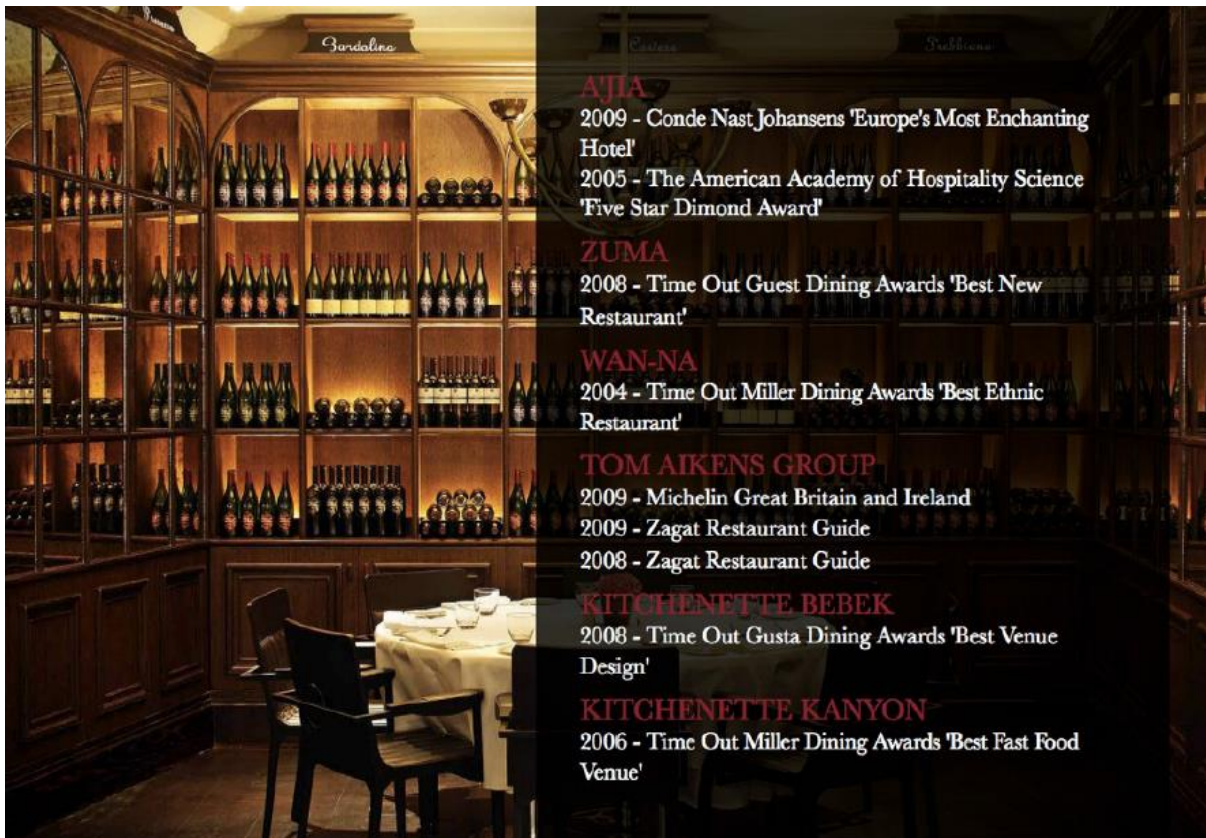 Bardolino
A'JIA
2009 - Conde Nast Johansens 'Europe's Most Enchanting
Hotel'
2005 - The American Academy of Hospitality Science
'Five Star Dimond Award'
ZUMA
2008 - Time Out Guest Dining Awards 'Best New
Restaurant'
WAN-NA
2004 - Time Out Miller Dining Awards 'Best Ethnic
Restaurant'
TOM AIKENS GROUP
2009 - Michelin Great Britain and Ireland
2009 - Zagat Restaurant Guide
2008 - Zagat Restaurant Guide
KITCHENETTE BEBEK
2008 - Time Out Gusta Dining Awards 'Best Venue
Design'
KITCHENETTE KANYON
2006 - Time Out Miller Dining Awards 'Best Fast Food
Venue'